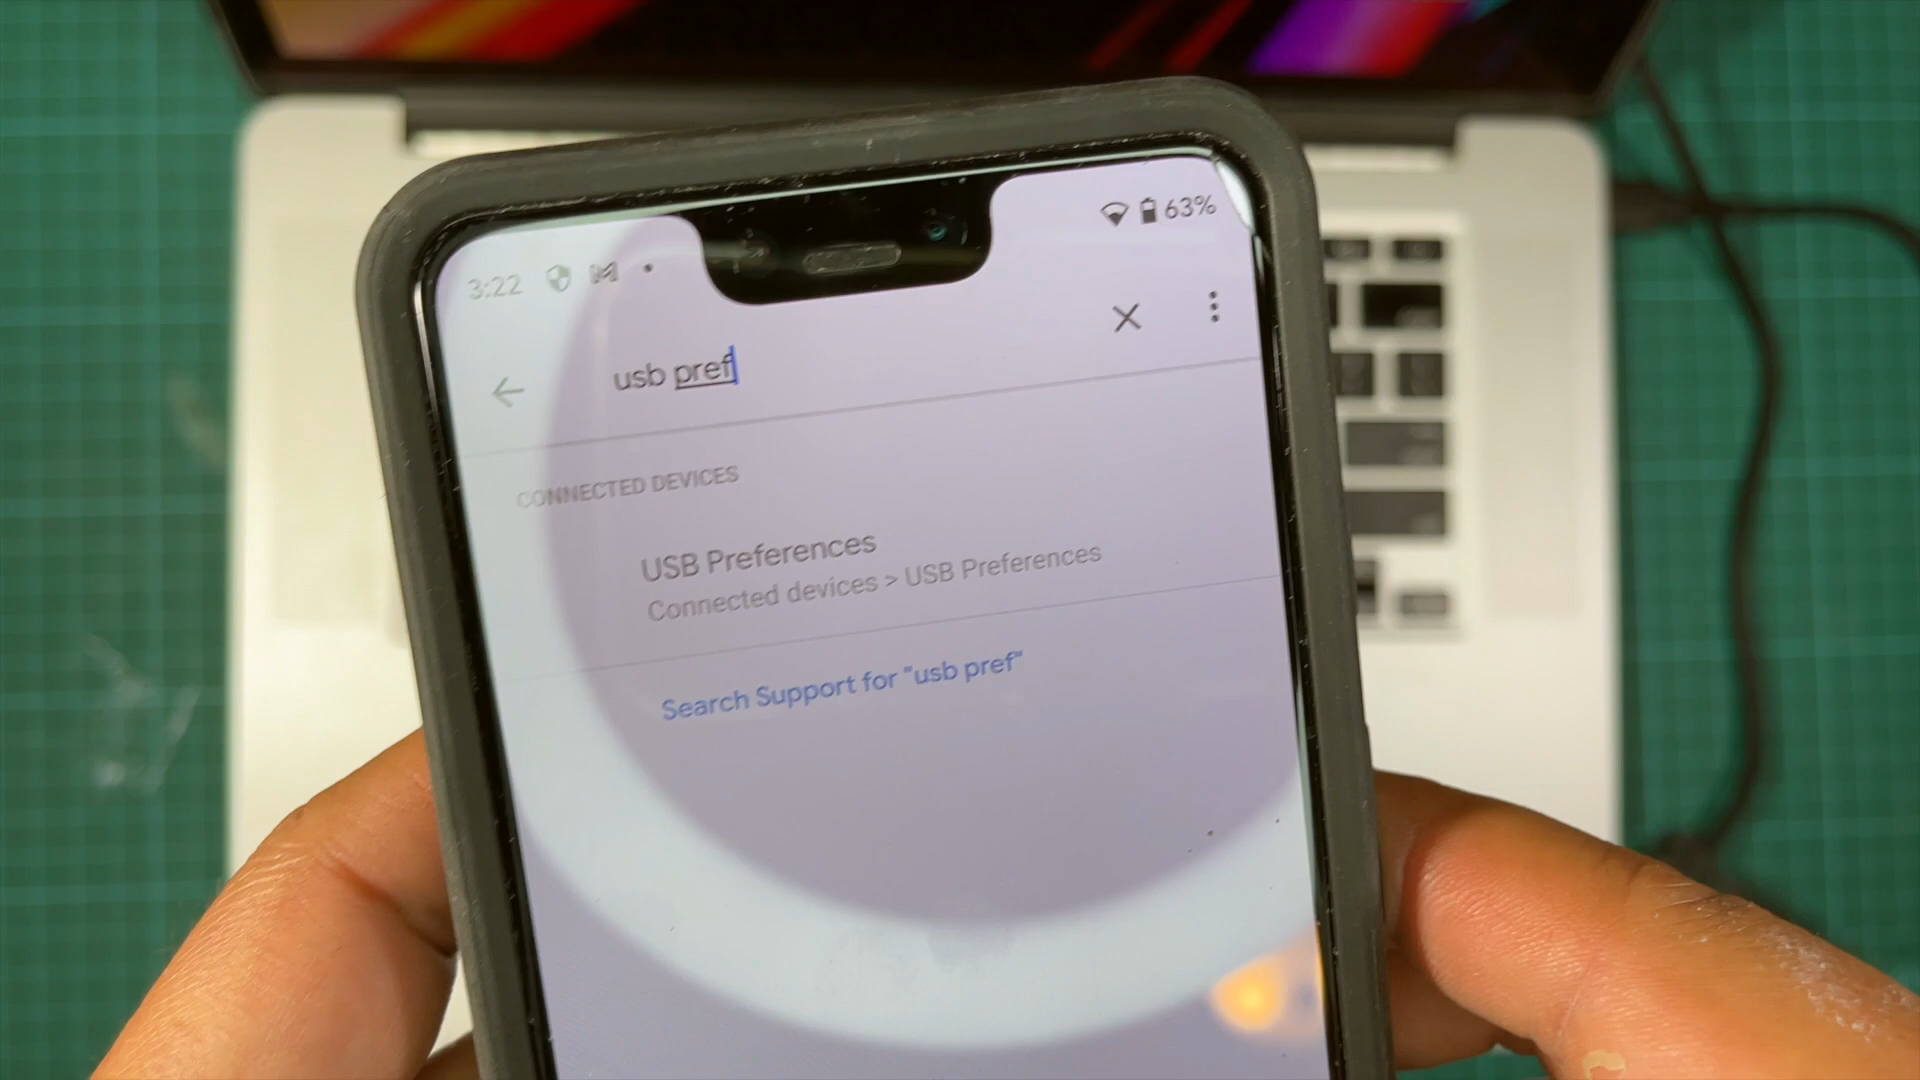 3:22
63%
usb pref
CONNECTED DEVICES
USB Preferences
Connected devices > USB Preferences
Search Support for "usb pref"